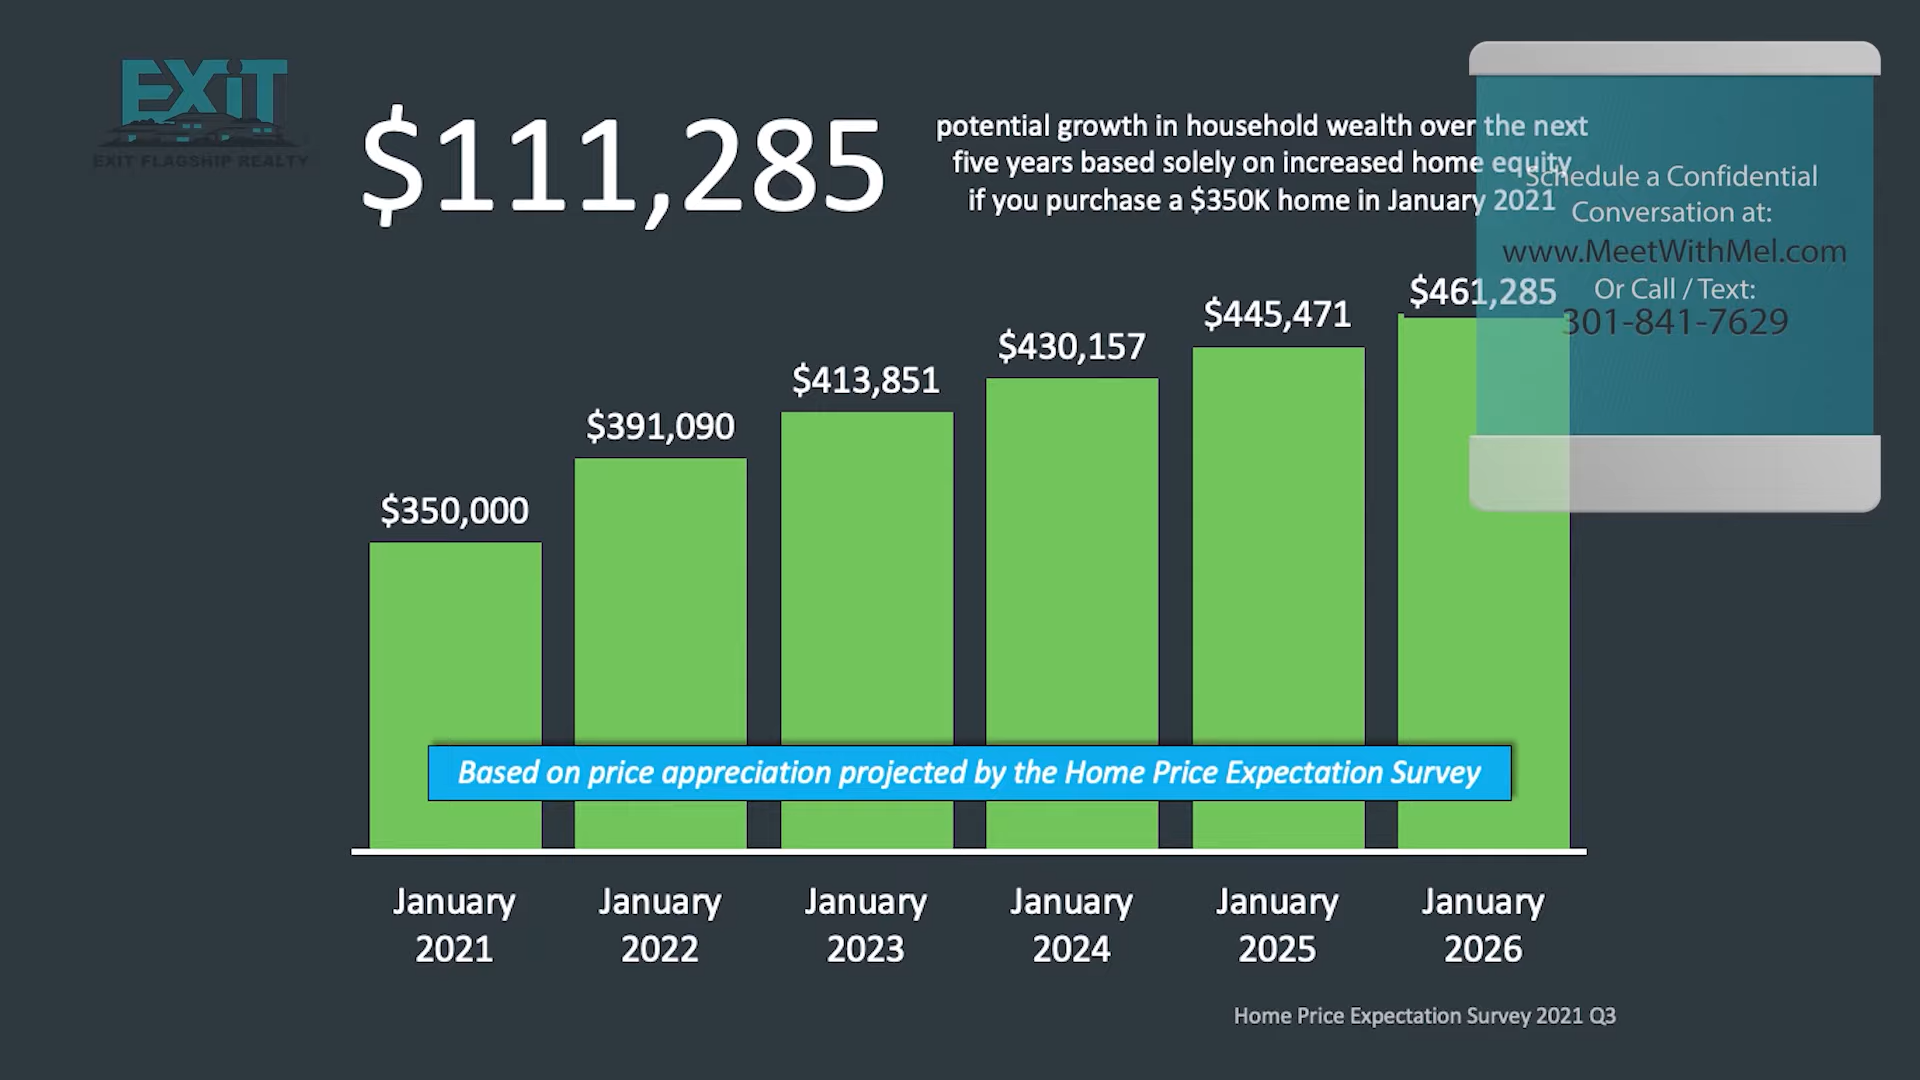 EXiT
EXIT FLAGSHIP REALTY
$111,285
potential growth in household wealth over the next
five years based solely on increased home equity
if you purchase a $350K home in January 2021
Schedule a Confidential
Conversation at:
www.MeetWithMel.com
Or Call / Text:
301-841-7629
$350,000
$391,090
$413,851
$430,157
$445,471
$461,285
Based on price appreciation projected by the Home Price Expectation Survey
January
2021
January
2022
January
2023
January
2024
January
2025
January
2026
Home Price Expectation Survey 2021 Q3